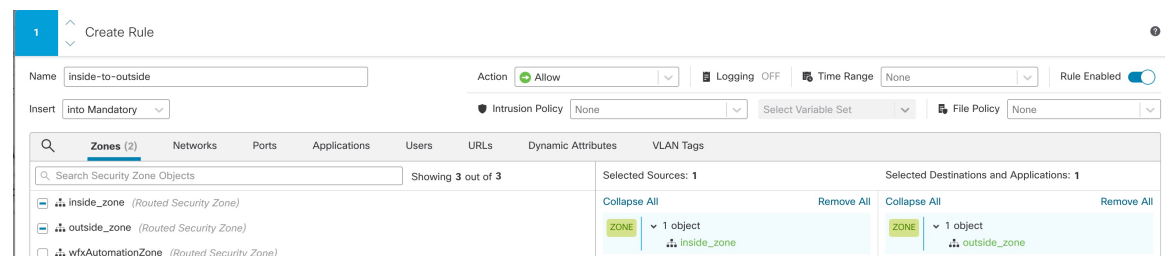 1 Create Rule ?
Name inside-to-outside Action Allow Logging OFF Time Range None Rule Enabled
Insert into Mandatory Intrusion Policy None Select Variable Set File Policy None
Zones (2) Networks Ports Applications Users URLs Dynamic Attributes VLAN Tags
Search Security Zone Objects Showing 3 out of 3 Selected Sources: 1 Selected Destinations and Applications: 1
inside_zone (Routed Security Zone) Collapse All Remove All Collapse All Remove All
outside_zone (Routed Security Zone) ZONE 1 object ZONE 1 object
wfxAutomationZone (Routed Security Zone) inside_zone outside_zone